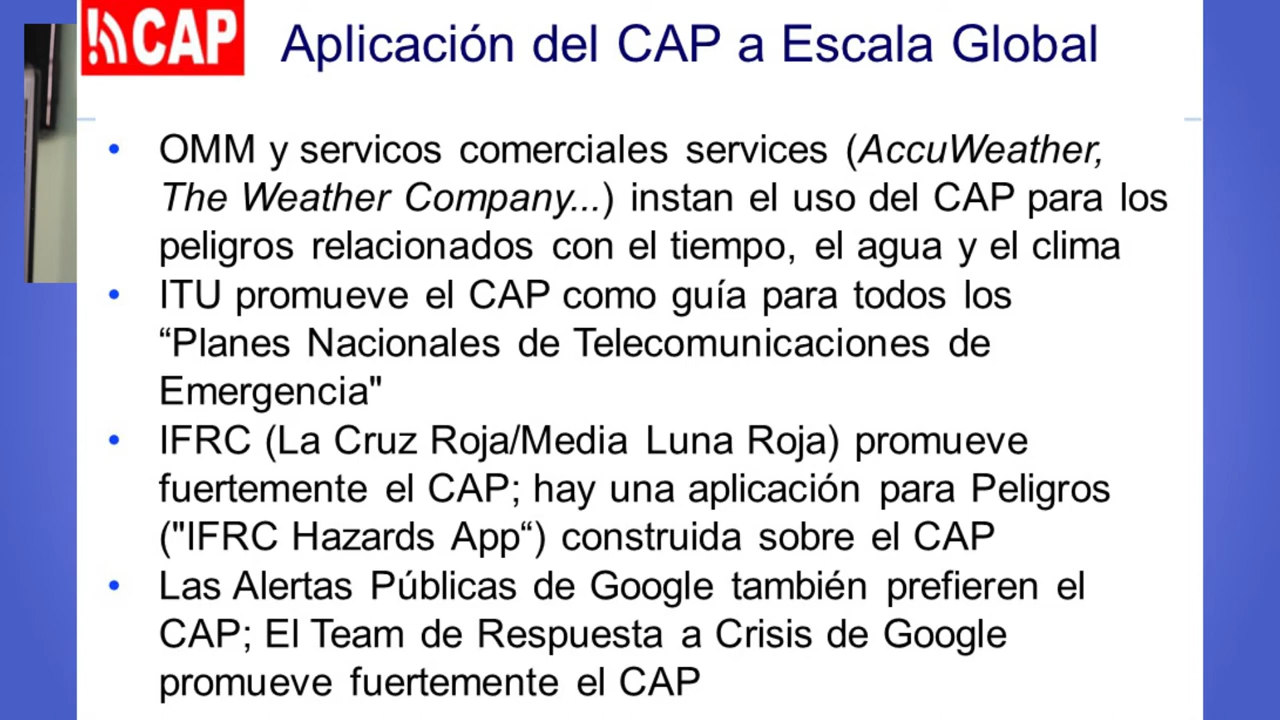 CAP
Aplicación del CAP a Escala Global
• OMM y servicos comerciales services (AccuWeather,
The Weather Company...) instan el uso del CAP para los
peligros relacionados con el tiempo, el agua y el clima
• ITU promueve el CAP como guía para todos los
“Planes Nacionales de Telecomunicaciones de
Emergencia"
• IFRC (La Cruz Roja/Media Luna Roja) promueve
fuertemente el CAP; hay una aplicación para Peligros
("IFRC Hazards App“) construida sobre el CAP
• Las Alertas Públicas de Google también prefieren el
CAP; El Team de Respuesta a Crisis de Google
promueve fuertemente el CAP